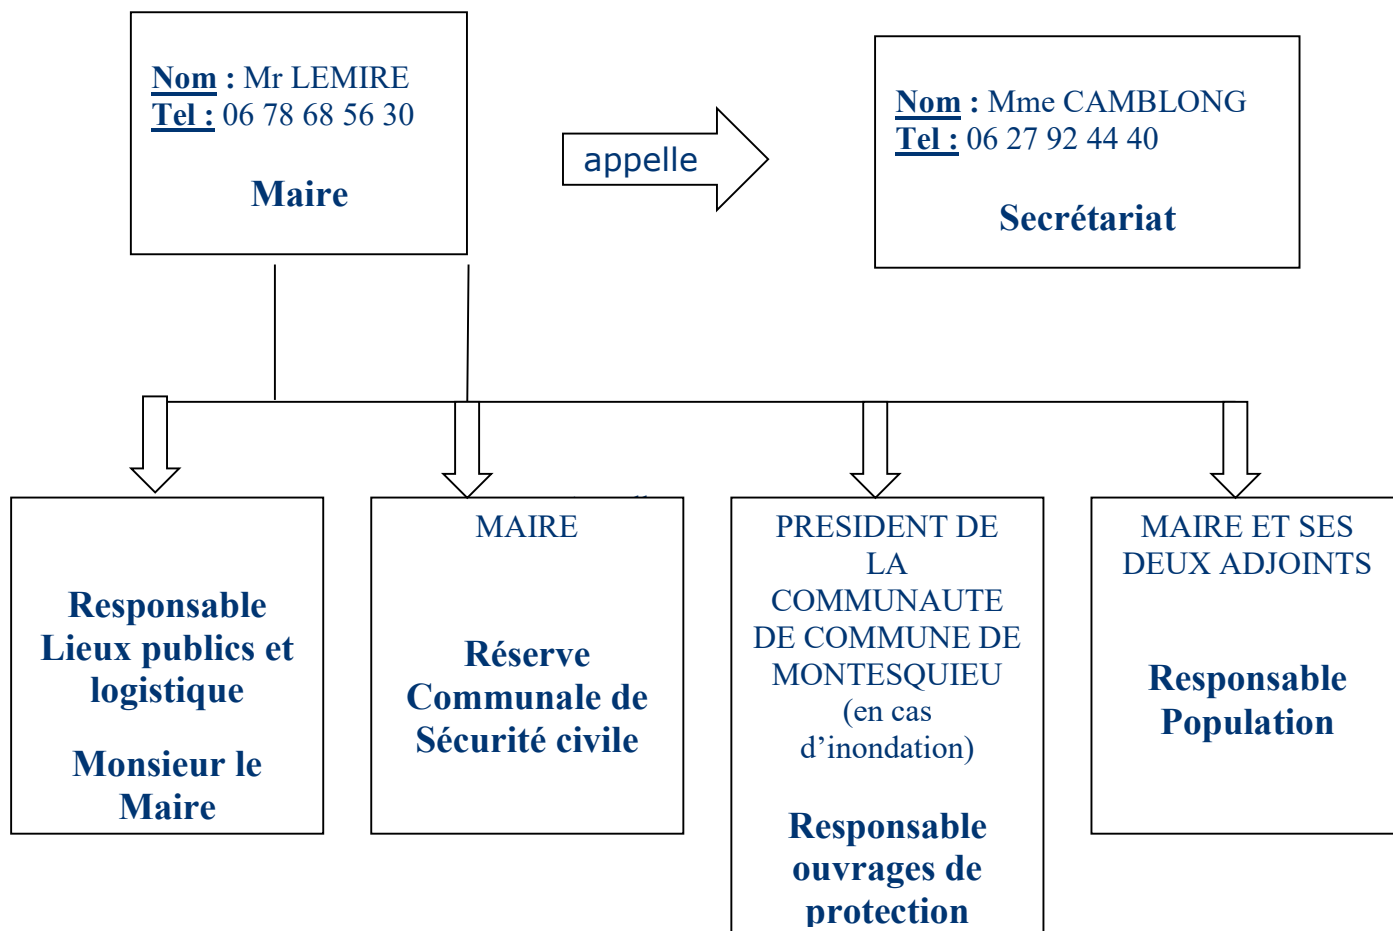 Nom : Mr LEMIRE
Tel : 06 78 68 56 30
Maire
appelle
Nom : Mme CAMBLONG
Tel : 06 27 92 44 40
Secrétariat
Responsable
Lieux publics et
logistique
Monsieur le
Maire
MAIRE
Réserve
Communale de
Sécurité civile
PRESIDENT DE
LA
COMMUNAUTE
DE COMMUNE DE
MONTESQUIEU
(en cas
d’inondation)
Responsable
ouvrages de
protection
MAIRE ET SES
DEUX ADJOINTS
Responsable
Population